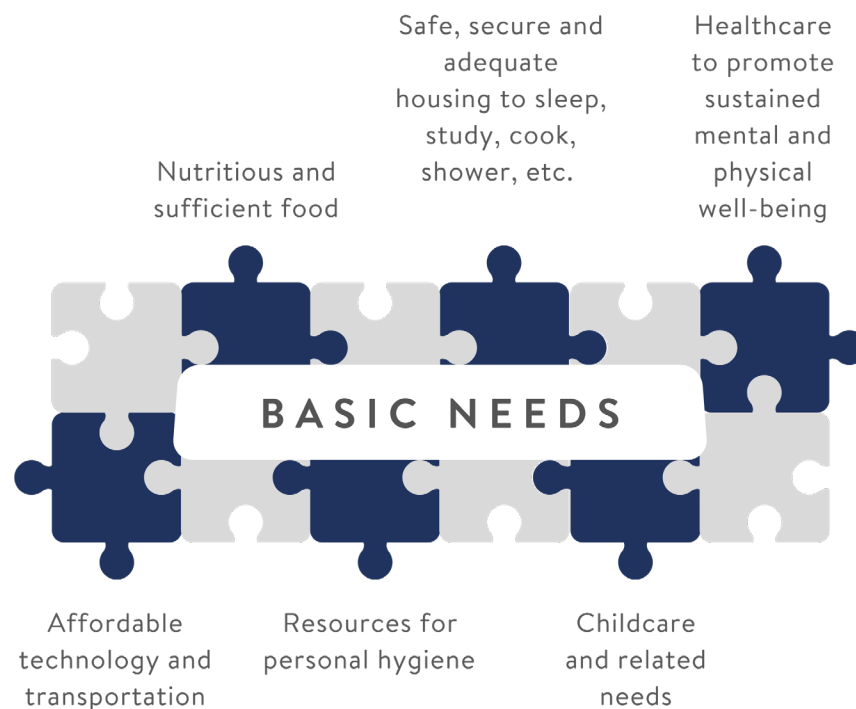 Safe, secure and
adequate
housing to sleep,
study, cook,
shower, etc.
Healthcare
to promote
sustained
mental and
physical
well-being
Nutritious and
sufficient food
BASIC NEEDS
Affordable
technology and
transportation
Resources for
personal hygiene
Childcare
and related
needs